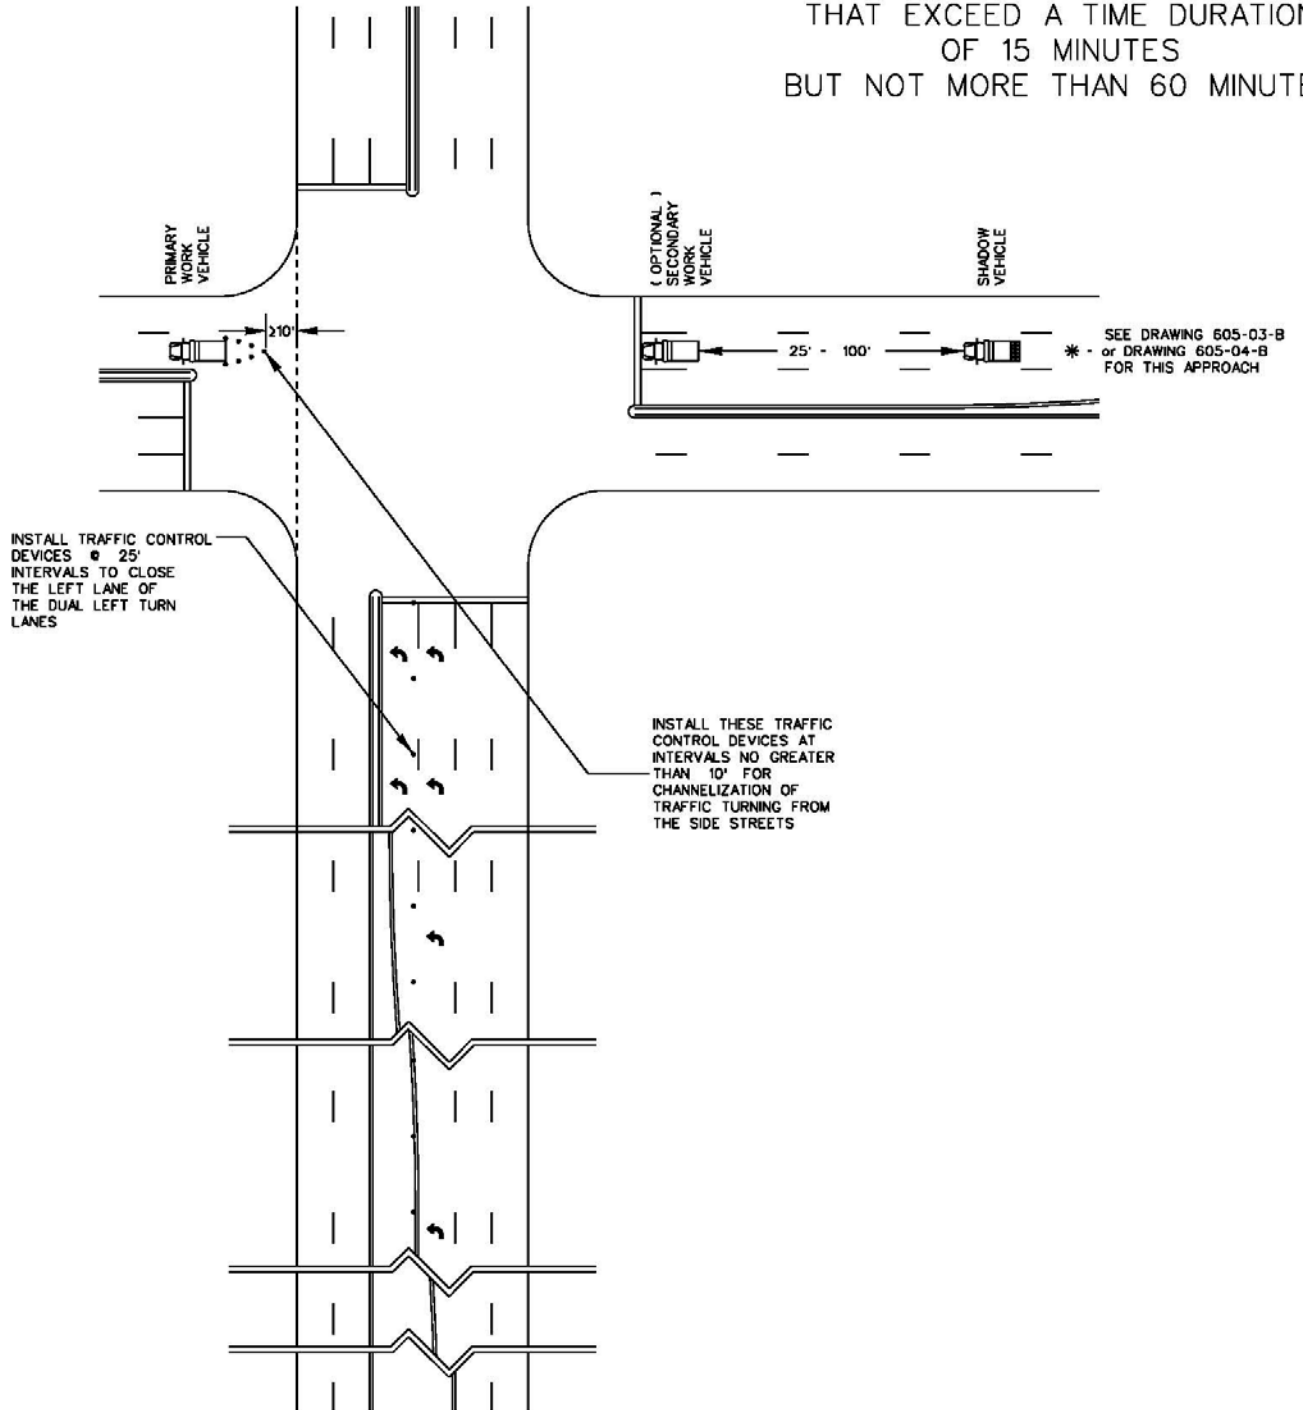 THAT EXCEED A TIME DURATION
OF 15 MINUTES
BUT NOT MORE THAN 60
PRIMARY
WORK
VEHICLE
( OPTIONAL )
SECONDARY
WORK
VEHICLE
SHADOW
VEHICLE
≥10'
25' - 100'
SEE DRAWING 605-03-B
* - or DRAWING 605-04-B
FOR THIS APPROACH
INSTALL TRAFFIC CONTROL
DEVICES @ 25'
INTERVALS TO CLOSE
THE LEFT LANE OF
THE DUAL LEFT TURN
LANES
INSTALL THESE TRAFFIC
CONTROL DEVICES AT
INTERVALS NO GREATER
THAN 10' FOR
CHANNELIZATION OF
TRAFFIC TURNING FROM
THE SIDE STREETS